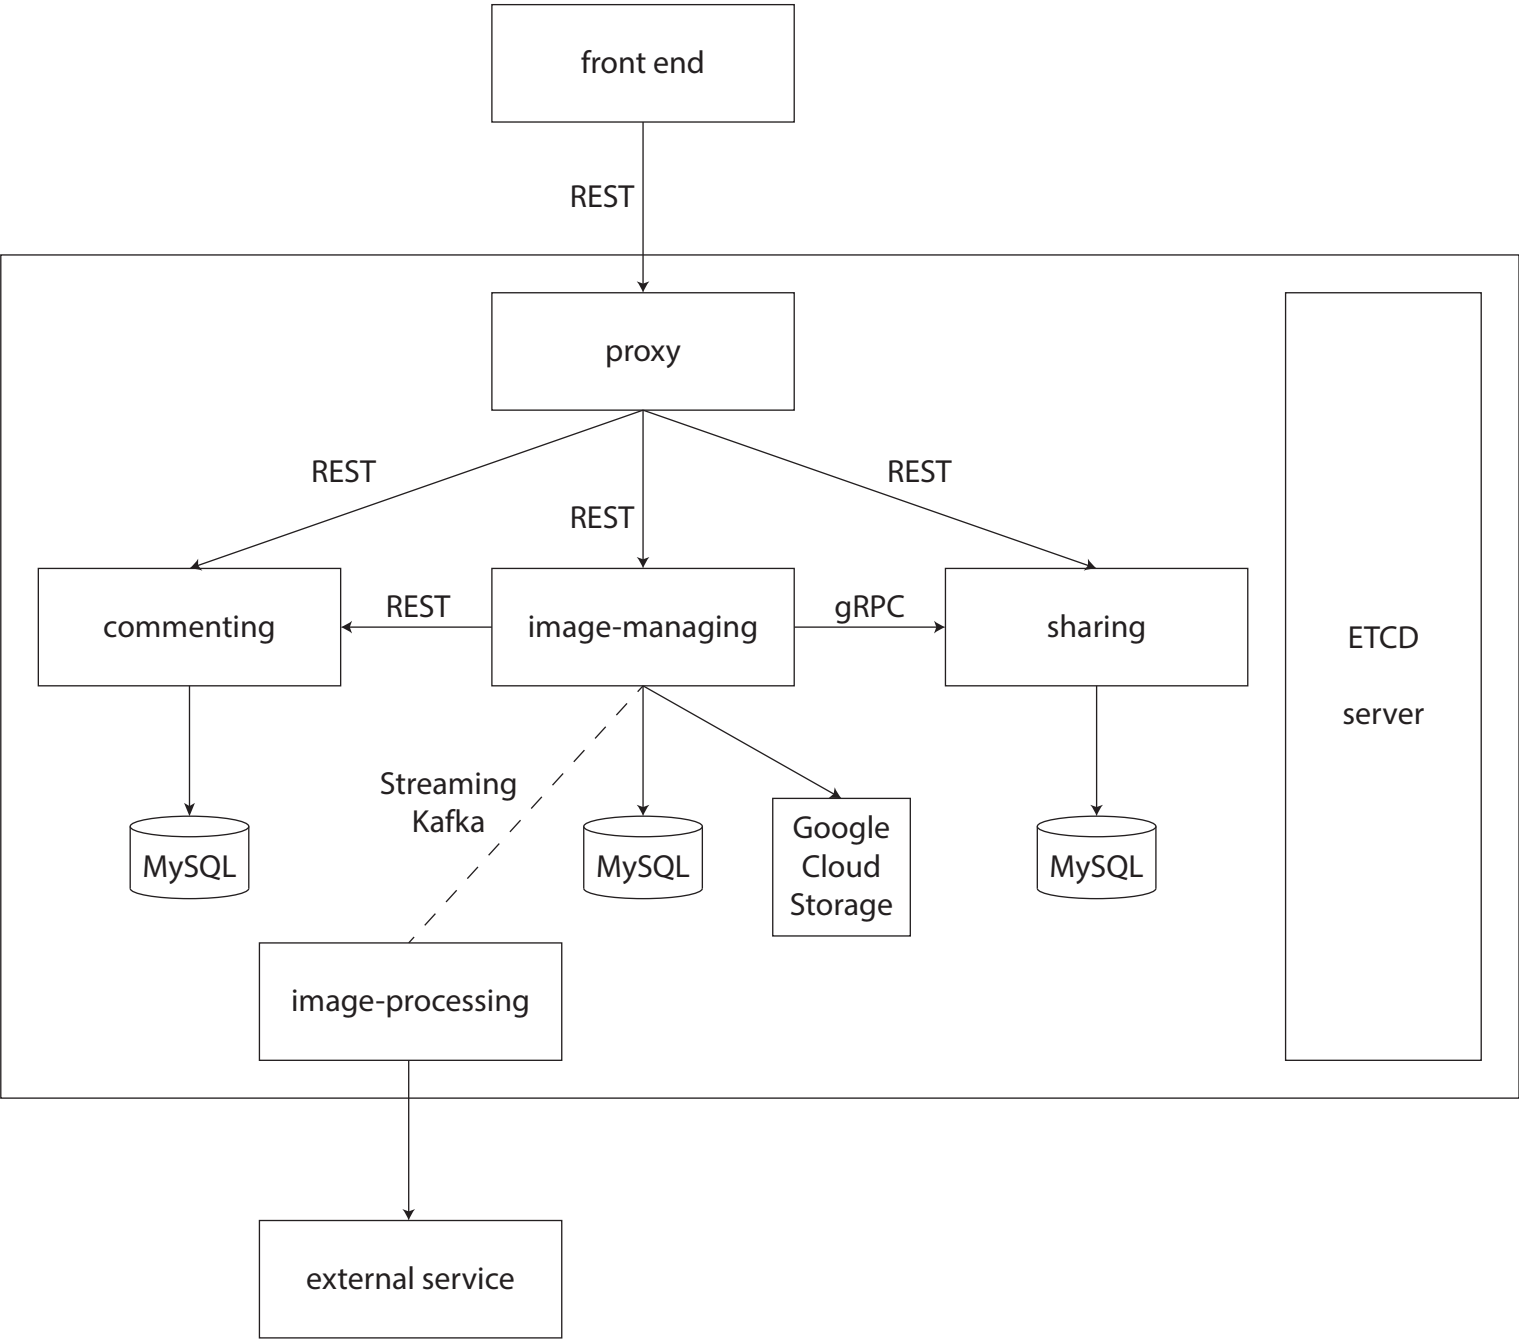 front end
REST
proxy
REST
REST
REST
commenting
REST
image-managing
gRPC
sharing
ETCD
server
Streaming
Kafka
MySQL
MySQL
Google
Cloud
Storage
MySQL
image-processing
external service